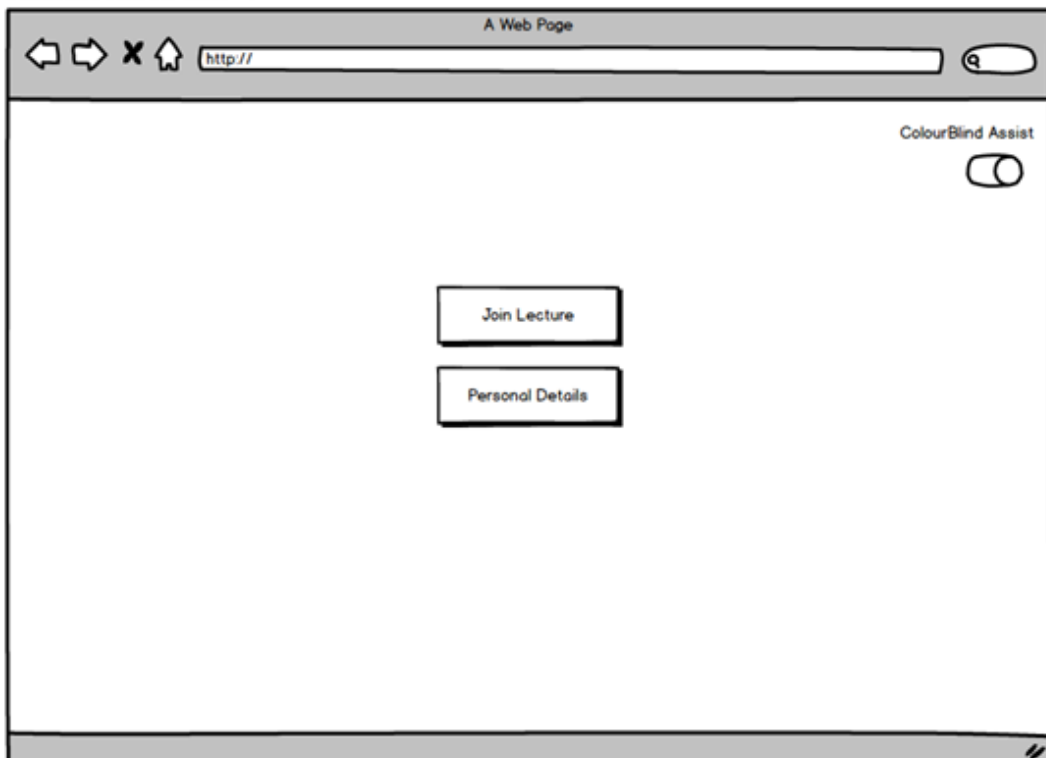 A Web Page
http://
ColourBlind Assist
Join Lecture
Personal Details